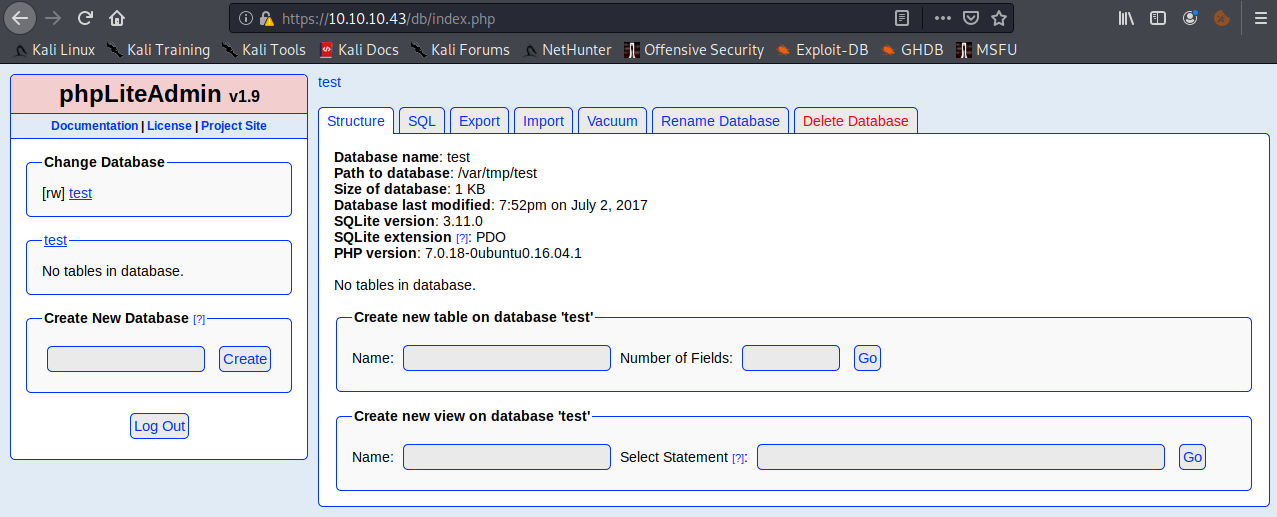 https://10.10.10.43/db/index.php
Kali Linux Kali Training Kali Tools Kali Docs Kali Forums NetHunter Offensive Security Exploit-DB GHDB MSFU
phpLiteAdmin v1.9
Documentation | License | Project Site
Change Database
[rw] test
test
No tables in database.
Create New Database [?]
Create
Log Out
test
Structure SQL Export Import Vacuum Rename Database Delete Database
Database name: test
Path to database: /var/tmp/test
Size of database: 1 KB
Database last modified: 7:52pm on July 2, 2017
SQLite version: 3.11.0
SQLite extension [?]: PDO
PHP version: 7.0.18-0ubuntu0.16.04.1
No tables in database.
Create new table on database 'test'
Name: Number of Fields: Go
Create new view on database 'test'
Name: Select Statement [?]: Go